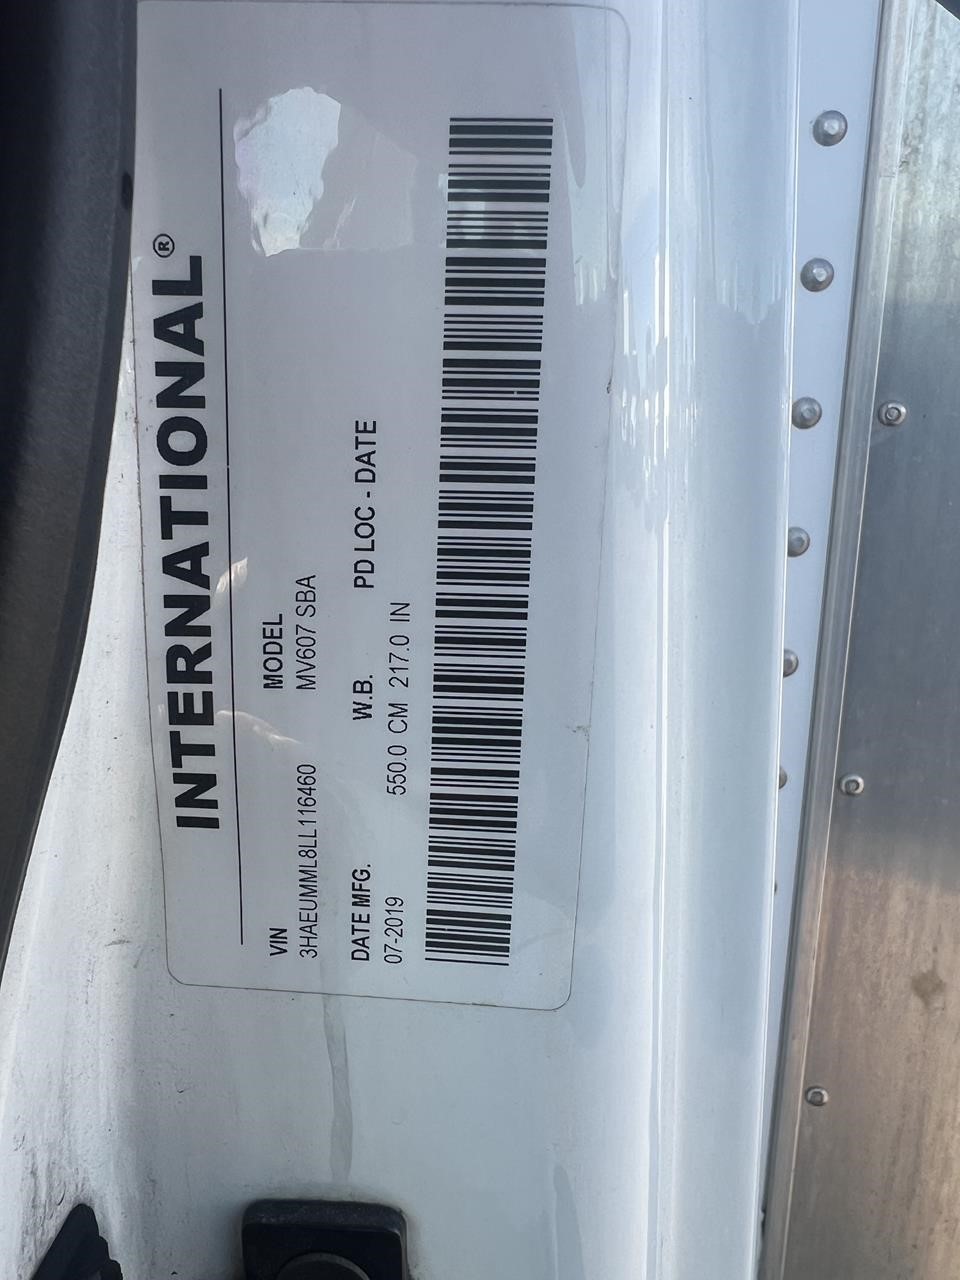 INTERNATIONAL®
VIN MODEL
3HAEUMML8LL116460 MV607 SBA
DATE MFG. W.B. PD LOC - DATE
07-2019 550.0 CM 217.0 IN